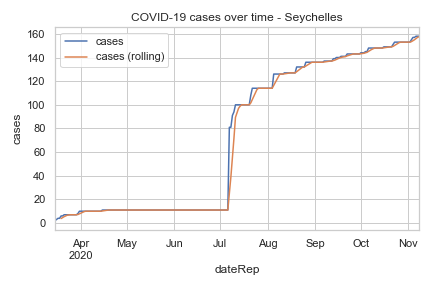 COVID-19 cases over time - Seychelles
cases
cases (rolling)
160
140
120
100
80
60
40
20
0
cases
Apr
2020
May
Jun
Jul
Aug
Sep
Oct
Nov
dateRep